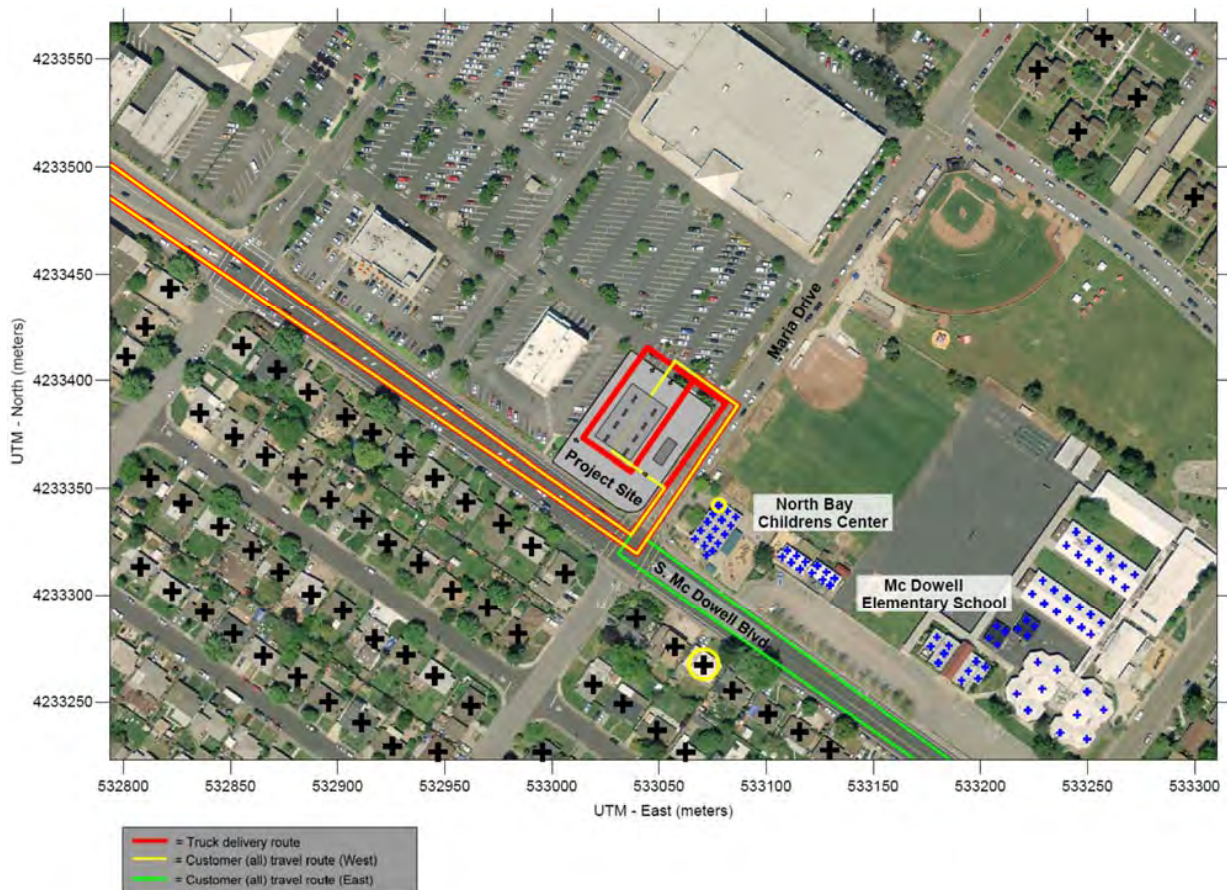 4233550
4233500
4233450
4233400
4233350
4233300
4233250
UTM - North (meters)
Maria Drive
Project Site
North Bay
Childrens Center
S. Mc Dowell Blvd
Mc Dowell
Elementary School
532800
532850
532900
532950
533000
533050
533100
533150
533200
533250
533300
UTM - East (meters)
= Truck delivery route
= Customer (all) travel route (West)
= Customer (all) travel route (East)